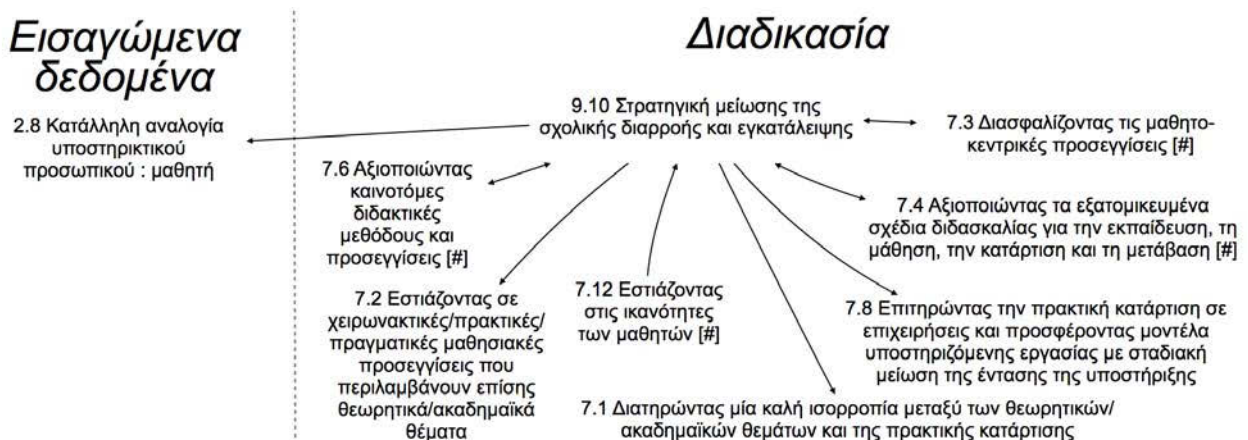 Εισαγώμενα
δεδομένα
2.8 Κατάλληλη αναλογία
υποστηρικτικού
προσωπικού : μαθητή
Διαδικασία
9.10 Στρατηγική μείωσης της
σχολικής διαρροής και εγκατάλειψης
7.3 Διασφαλίζοντας τις μαθητο-
κεντρικές προσεγγίσεις [#]
7.6 Αξιοποιώντας
καινοτόμες
διδακτικές
μεθόδους και
προσεγγίσεις [#]
7.4 Αξιοποιώντας τα εξατομικευμένα
σχέδια διδασκαλίας για την εκπαίδευση, τη
μάθηση, την κατάρτιση και τη μετάβαση [#]
7.2 Εστιάζοντας σε
χειρωνακτικές/πρακτικές/
πραγματικές μαθησιακές
προσεγγίσεις που
περιλαμβάνουν επίσης
θεωρητικά/ακαδημαϊκά
θέματα
7.12 Εστιάζοντας
στις ικανότητες
των μαθητών [#]
7.8 Επιτηρώντας την πρακτική κατάρτιση σε
επιχειρήσεις και προσφέροντας μοντέλα
υποστηριζόμενης εργασίας με σταδιακή
μείωση της έντασης της υποστήριξης
7.1 Διατηρώντας μία καλή ισορροπία μεταξύ των θεωρητικών/
ακαδημαϊκών θεμάτων και της πρακτικής κατάρτισης